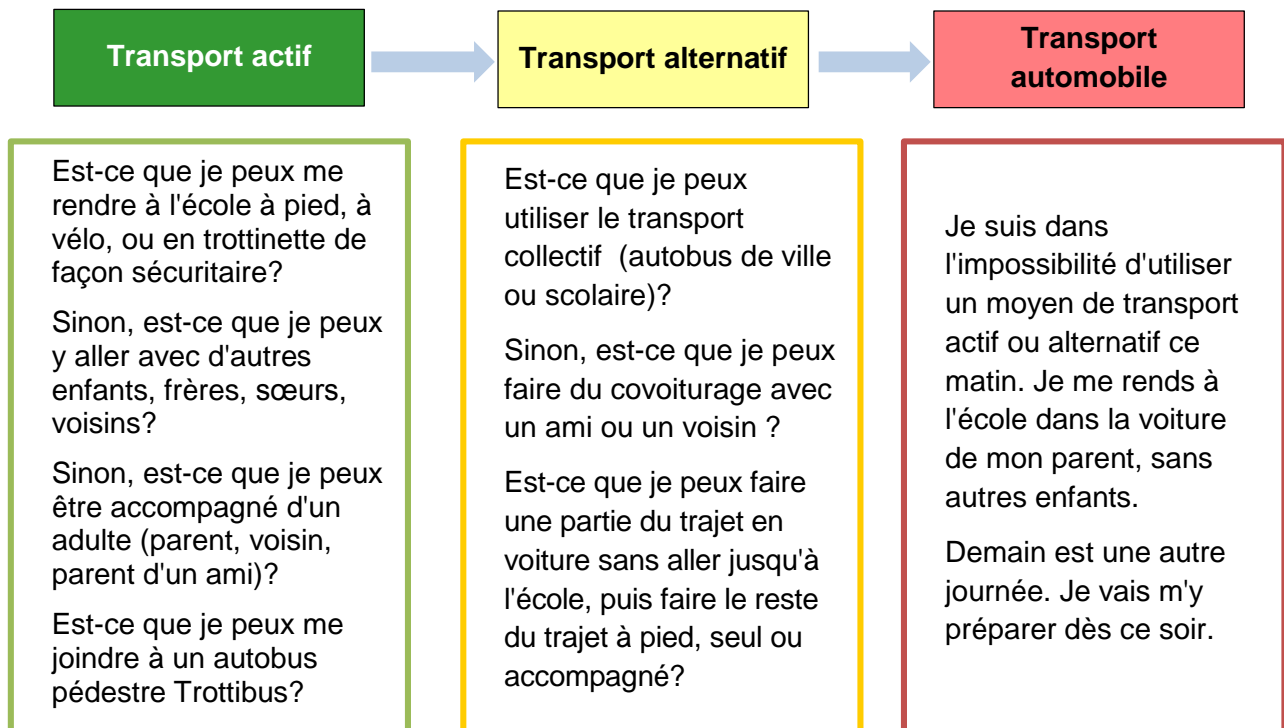 Transport actif
Transport alternatif
Transport
automobile
Est-ce que je peux me
rendre à l'école à pied, à
vélo, ou en trottinette de
façon sécuritaire?
Sinon, est-ce que je peux
y aller avec d'autres
enfants, frères, sœurs,
voisins?
Sinon, est-ce que je peux
être accompagné d'un
adulte (parent, voisin,
parent d'un ami)?
Est-ce que je peux me
joindre à un autobus
pédestre Trottibus?
Est-ce que je peux
utiliser le transport
collectif (autobus de ville
ou scolaire)?
Sinon, est-ce que je peux
faire du covoiturage avec
un ami ou un voisin ?
Est-ce que je peux faire
une partie du trajet en
voiture sans aller jusqu'à
l'école, puis faire le reste
du trajet à pied, seul ou
accompagné?
Je suis dans
l'impossibilité d'utiliser
un moyen de transport
actif ou alternatif ce
matin. Je me rends à
l'école dans la voiture
de mon parent, sans
autres enfants.
Demain est une autre
journée. Je vais m'y
préparer dès ce soir.